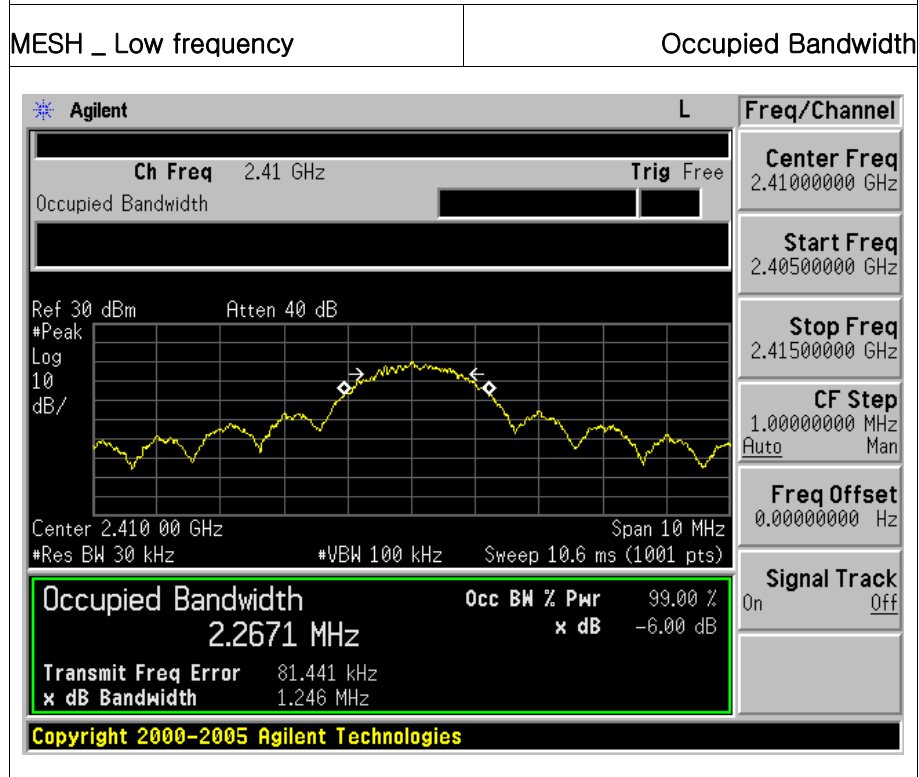 MESH _ Low frequency
Occupied Bandwidth
Agilent
L
Freq/Channel
Ch Freq 2.41 GHz
Trig Free
Occupied Bandwidth
Center Freq
2.41000000 GHz
Start Freq
2.40500000 GHz
Stop Freq
2.41500000 GHz
CF Step
1.00000000 MHz
Auto Man
Freq Offset
0.00000000 Hz
Signal Track
On Off
Ref 30 dBm Atten 40 dB
#Peak
Log
10
dB/
Center 2.410 00 GHz Span 10 MHz
#Res BW 30 kHz #VBW 100 kHz Sweep 10.6 ms (1001 pts)
Occupied Bandwidth
2.2671 MHz
Occ BW % Pwr 99.00 %
x dB -6.00 dB
Transmit Freq Error 81.441 kHz
x dB Bandwidth 1.246 MHz
Copyright 2000-2005 Agilent Technologies